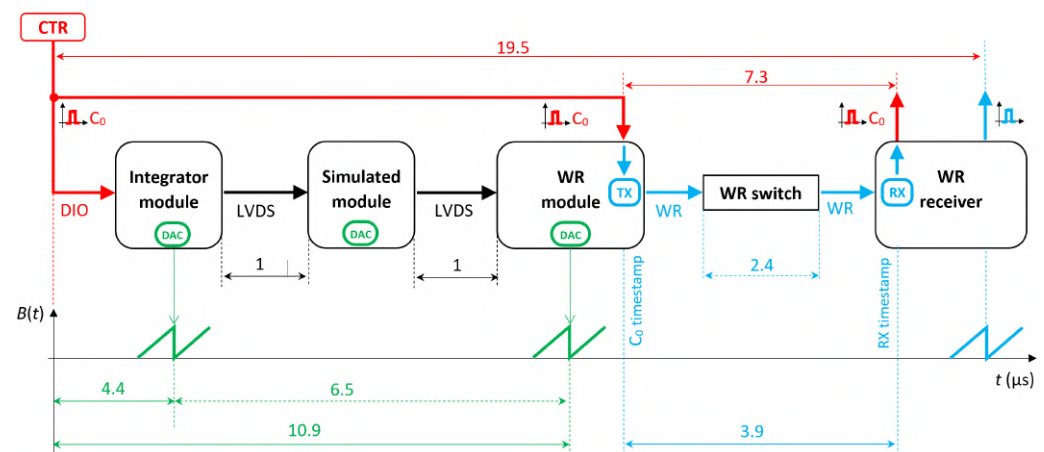 CTR
19.5
7.3
C₀
C₀
Integrator
module
DAC
Simulated
module
DAC
WR
module
TX
DAC
WR switch
RX
WR
receiver
DIO
LVDS
LVDS
WR
WR
1
1
2.4
B(t)
C₀ timestamp
RX timestamp
t (µs)
4.4
6.5
10.9
3.9